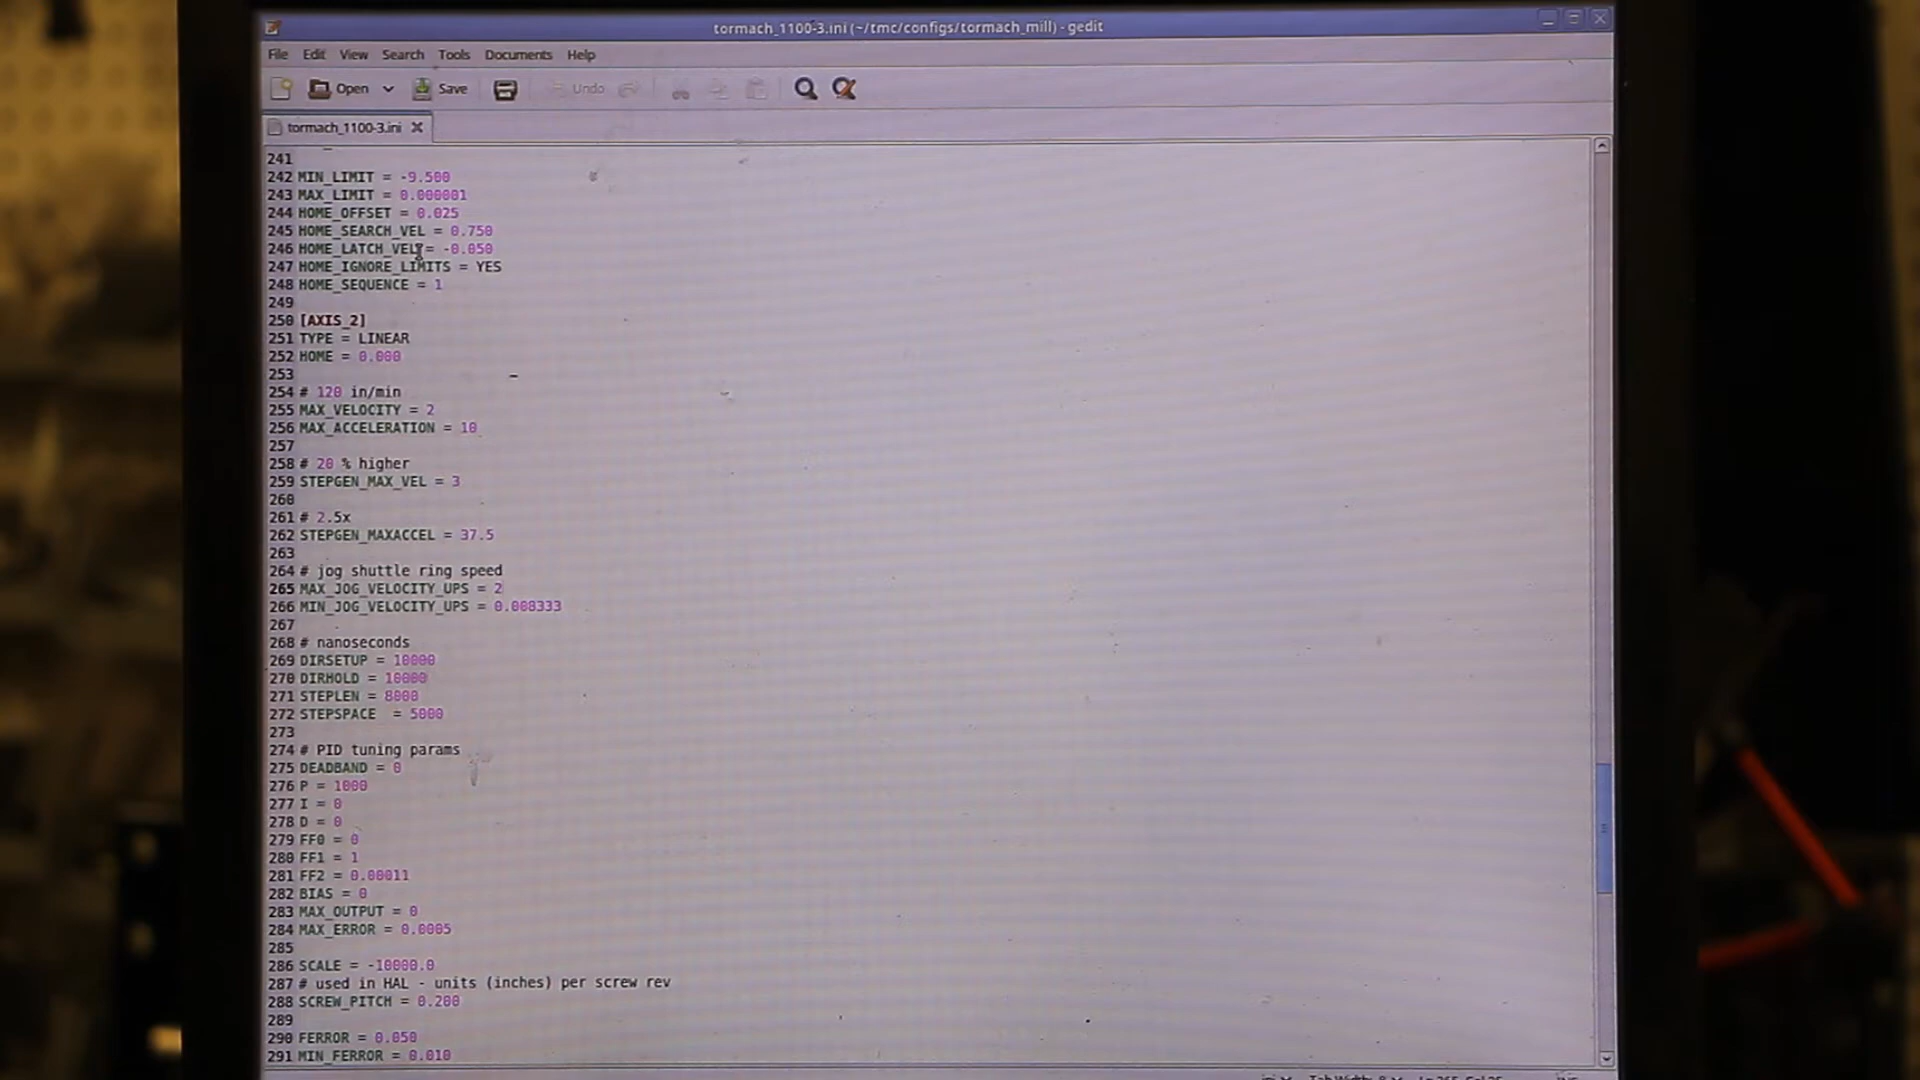 tormach_1100-3.ini (~/tmc/configs/tormach_mill) - gedit
File Edit View Search Tools Documents Help
Open Save Undo
tormach_1100-3.ini
241
242 MIN_LIMIT = -9.500
243 MAX_LIMIT = 0.000001
244 HOME_OFFSET = 0.025
245 HOME_SEARCH_VEL = 0.750
246 HOME_LATCH_VEL = -0.050
247 HOME_IGNORE_LIMITS = YES
248 HOME_SEQUENCE = 1
249
250 [AXIS_2]
251 TYPE = LINEAR
252 HOME = 0.000
253
254 # 120 in/min
255 MAX_VELOCITY = 2
256 MAX_ACCELERATION = 10
257
258 # 20 % higher
259 STEPGEN_MAX_VEL = 3
260
261 # 2.5x
262 STEPGEN_MAXACCEL = 37.5
263
264 # jog shuttle ring speed
265 MAX_JOG_VELOCITY_UPS = 2
266 MIN_JOG_VELOCITY_UPS = 0.008333
267
268 # nanoseconds
269 DIRSETUP = 10000
270 DIRHOLD = 10000
271 STEPLEN = 8000
272 STEPSPACE  = 5000
273
274 # PID tuning params
275 DEADBAND = 0
276 P = 1000
277 I = 0
278 D = 0
279 FF0 = 0
280 FF1 = 1
281 FF2 = 0.00011
282 BIAS = 0
283 MAX_OUTPUT = 0
284 MAX_ERROR = 0.0005
285
286 SCALE = -10000.0
287 # used in HAL - units (inches) per screw rev
288 SCREW_PITCH = 0.200
289
290 FERROR = 0.050
291 MIN_FERROR = 0.010